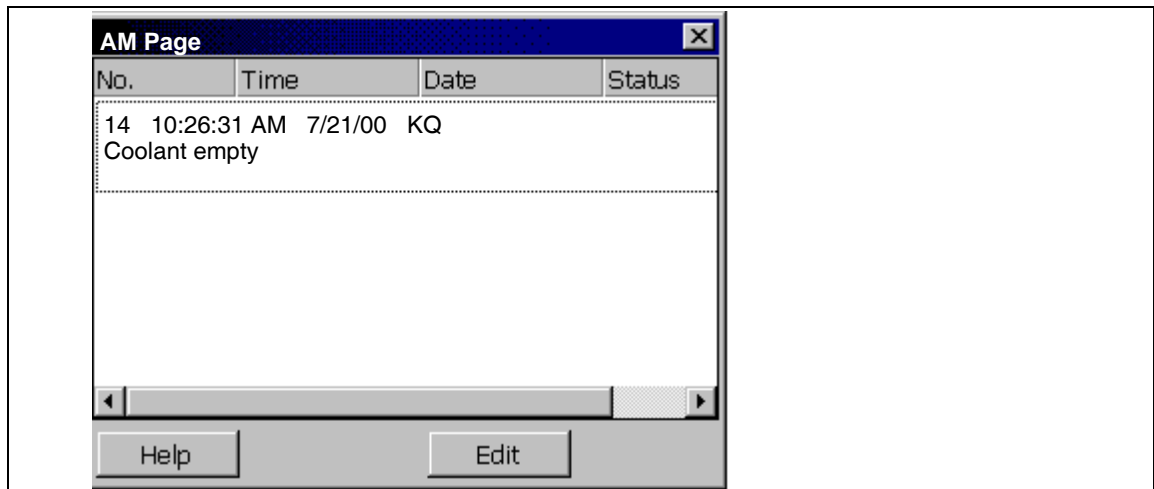 AM Page
No. Time Date Status
14 10:26:31 AM 7/21/00 KQ
Coolant empty
Help Edit